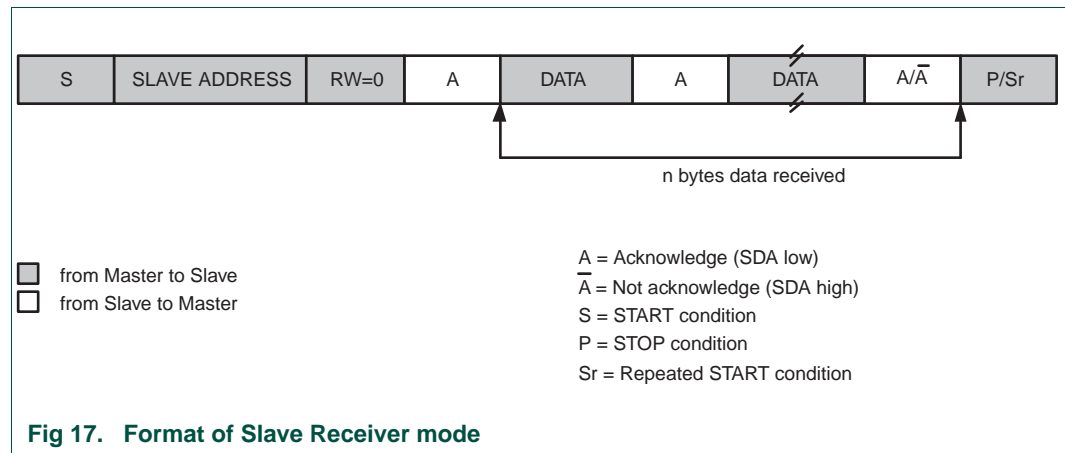 S SLAVE ADDRESS RW=0 A DATA A DATA A/A̅ P/Sr
n bytes data received
from Master to Slave
from Slave to Master
A = Acknowledge (SDA low)
A̅ = Not acknowledge (SDA high)
S = START condition
P = STOP condition
Sr = Repeated START condition
Fig 17. Format of Slave Receiver mode